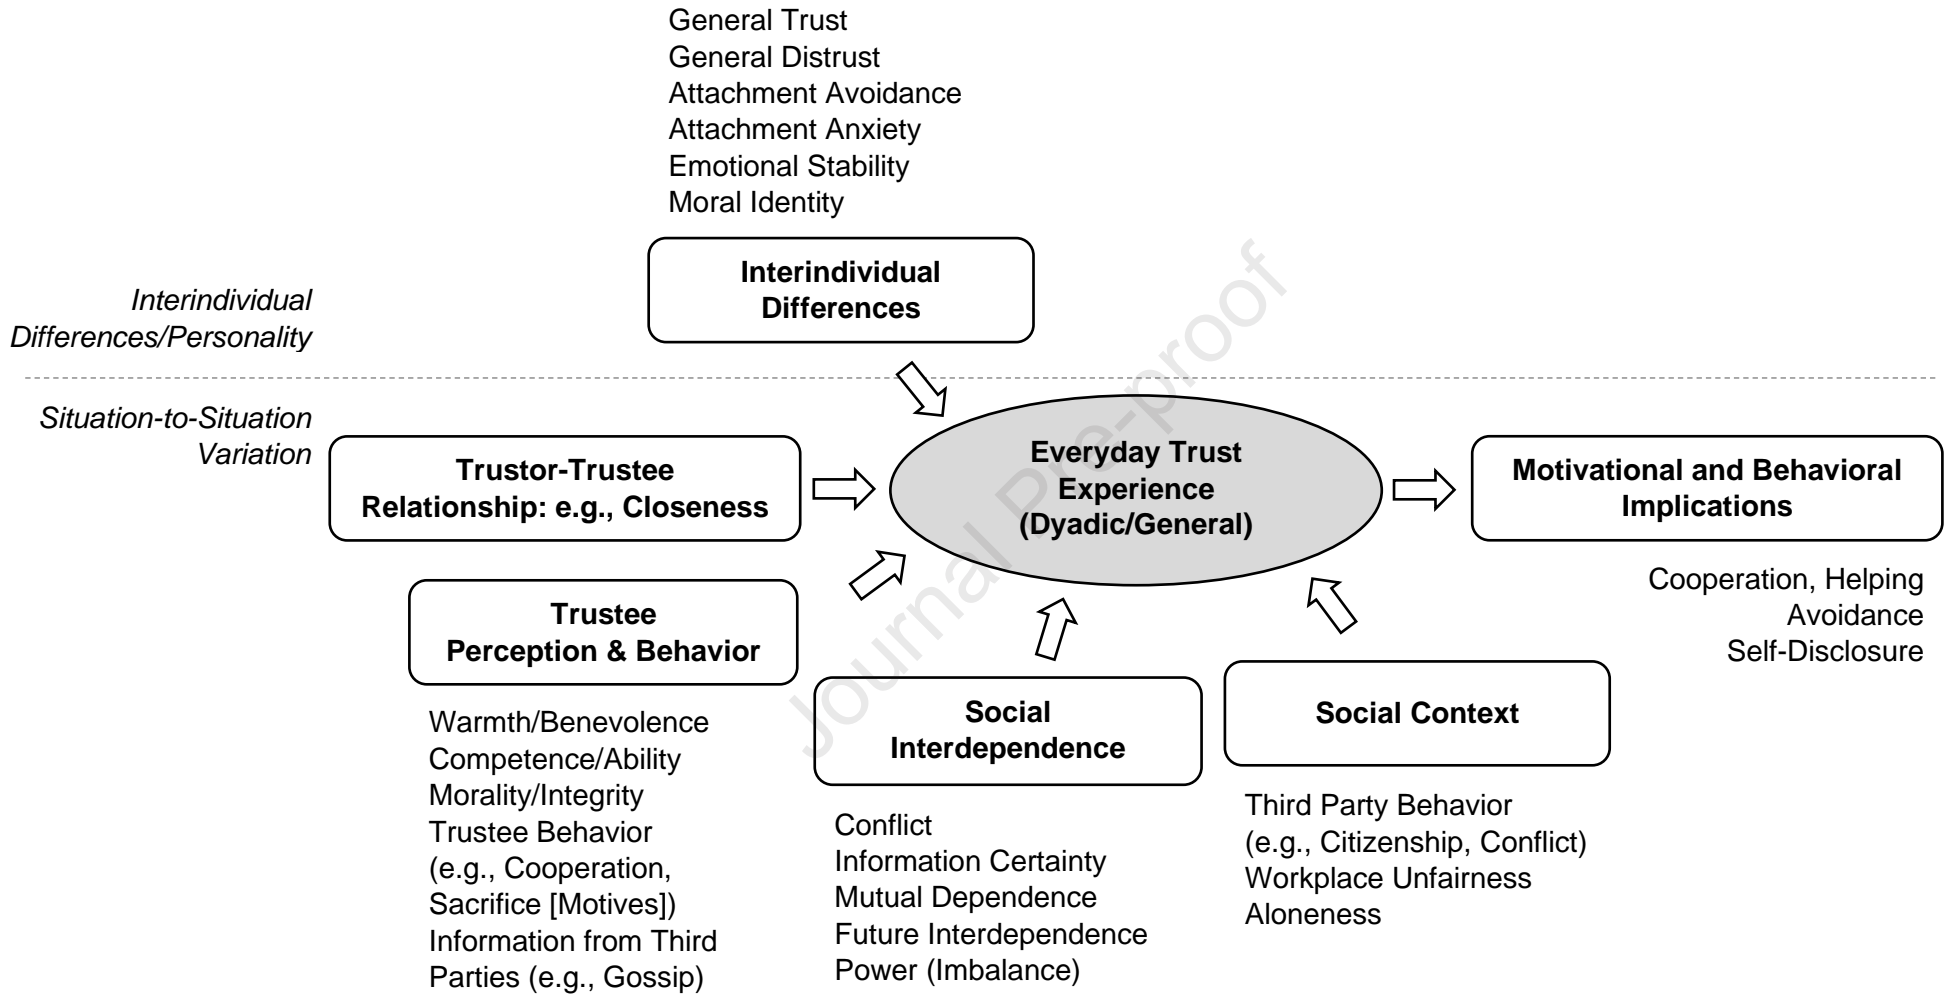 General Trust
General Distrust
Attachment Avoidance
Attachment Anxiety
Emotional Stability
Moral Identity
Interindividual
Differences
Interindividual
Differences/Personality
Situation-to-Situation
Variation
Trustor-Trustee
Relationship: e.g., Closeness
Everyday Trust
Experience
(Dyadic/General)
Motivational and Behavioral
Implications
Cooperation, Helping
Avoidance
Self-Disclosure
Trustee
Perception & Behavior
Warmth/Benevolence
Competence/Ability
Morality/Integrity
Trustee Behavior
(e.g., Cooperation,
Sacrifice [Motives])
Information from Third
Parties (e.g., Gossip)
Social
Interdependence
Conflict
Information Certainty
Mutual Dependence
Future Interdependence
Power (Imbalance)
Social Context
Third Party Behavior
(e.g., Citizenship, Conflict)
Workplace Unfairness
Aloneness
Journal Pre-proof